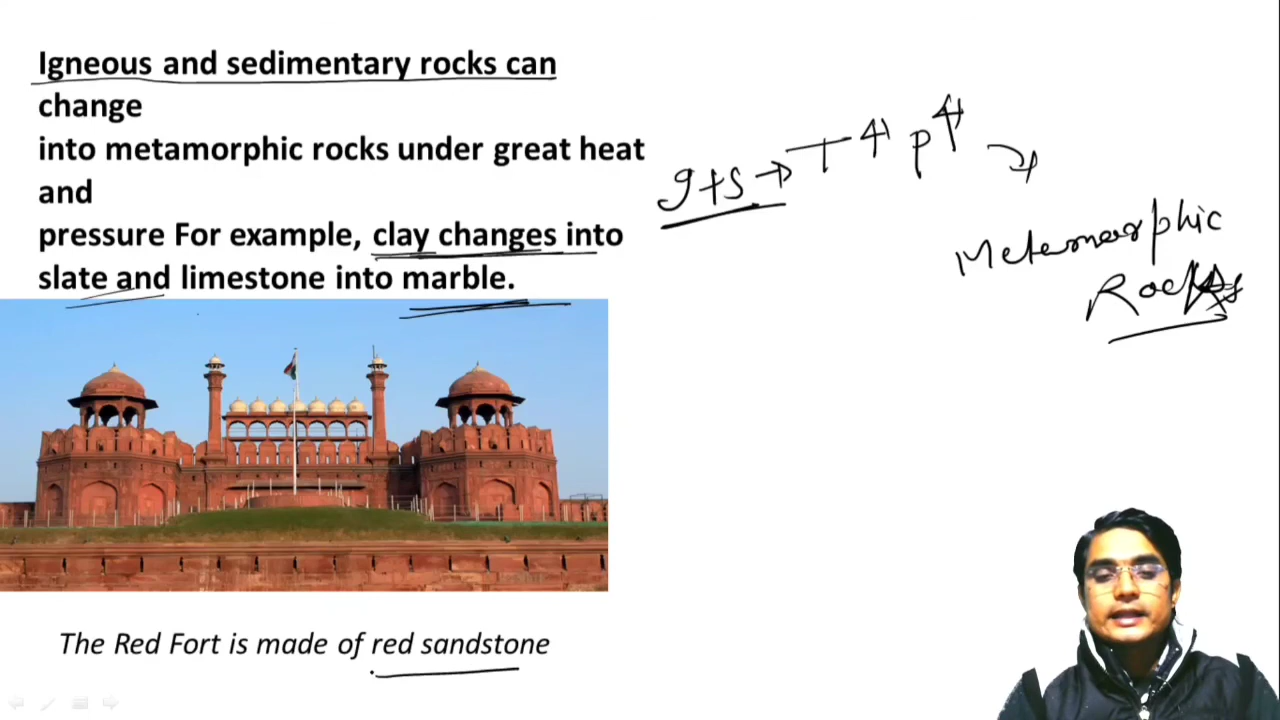 Igneous and sedimentary rocks can
change
into metamorphic rocks under great heat
and
pressure For example, clay changes into
slate and limestone into marble.
g+s → T↑ p↑
Metamorphic
Rocks
The Red Fort is made of red sandstone